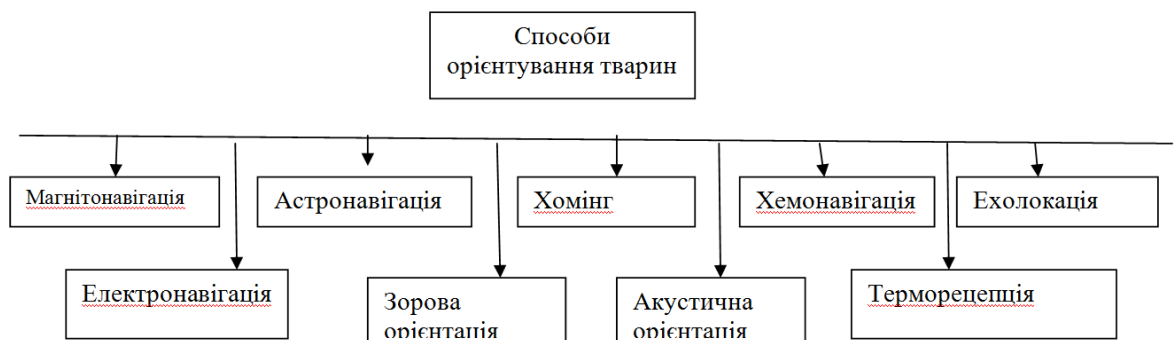 Способи
орієнтування тварин
Магнітонавігація
Астронавігація
Хомінг
Хемонавігація
Ехолокація
Електронавігація
Зорова
орієнтація
Акустична
орієнтація
Терморецепція